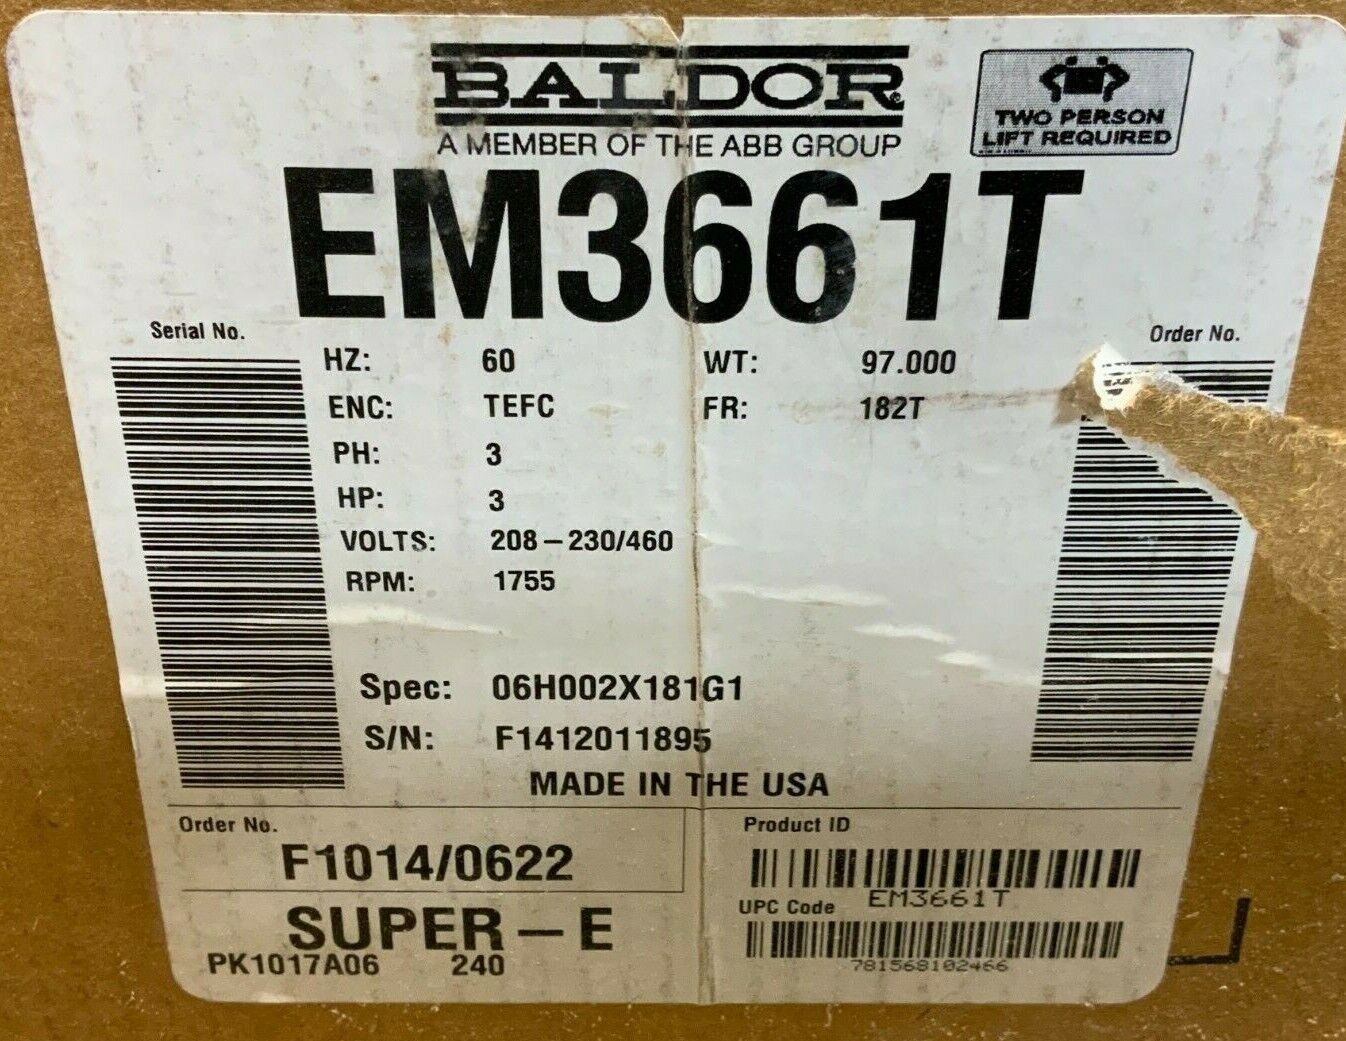 BALDOR
A MEMBER OF THE ABB GROUP
TWO PERSON
LIFT REQUIRED
EM3661T
Serial No.
Order No.
HZ: 60 WT: 97.000
ENC: TEFC FR: 182T
PH: 3
HP: 3
VOLTS: 208-230/460
RPM: 1755
Spec: 06H002X181G1
S/N: F1412011895
MADE IN THE USA
Order No.
F1014/0622
SUPER-E
PK1017A06 240
Product ID
EM3661T
UPC Code
781568102466